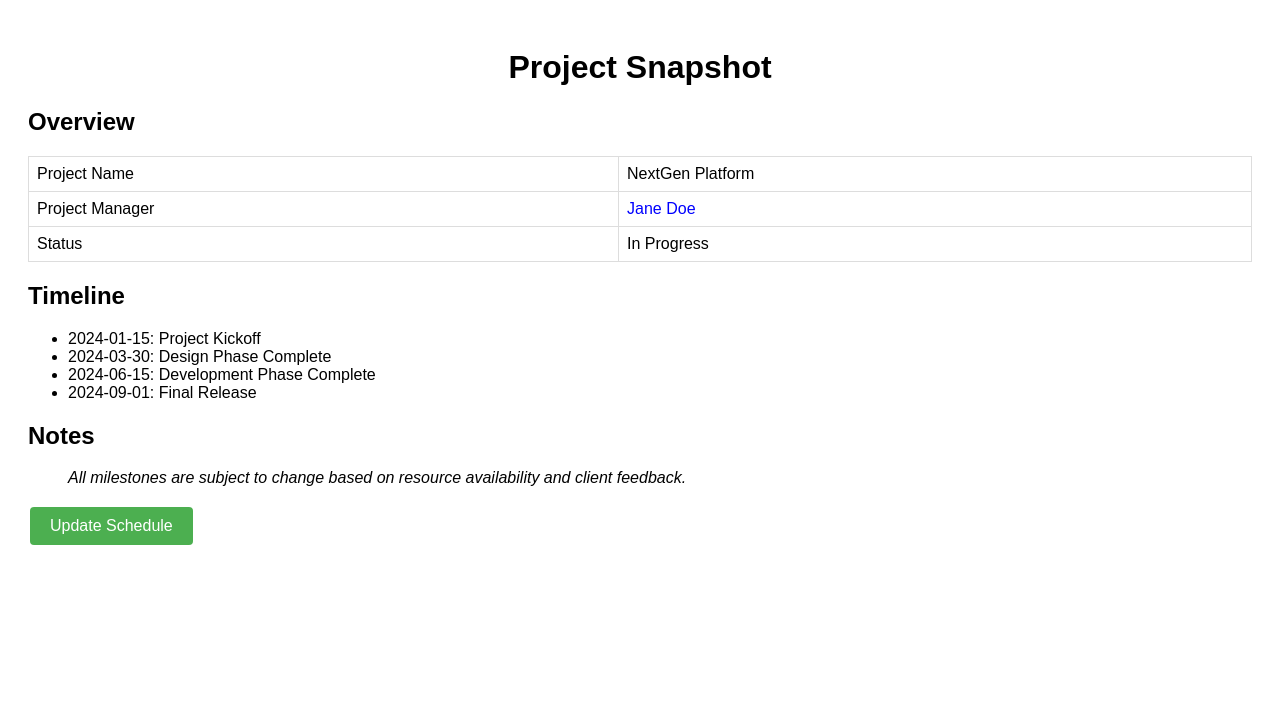 Project Snapshot
Overview
Project Name NextGen Platform
Project Manager Jane Doe
Status In Progress
Timeline
2024-01-15: Project Kickoff
2024-03-30: Design Phase Complete
2024-06-15: Development Phase Complete
2024-09-01: Final Release
Notes
All milestones are subject to change based on resource availability and client feedback.
Update Schedule